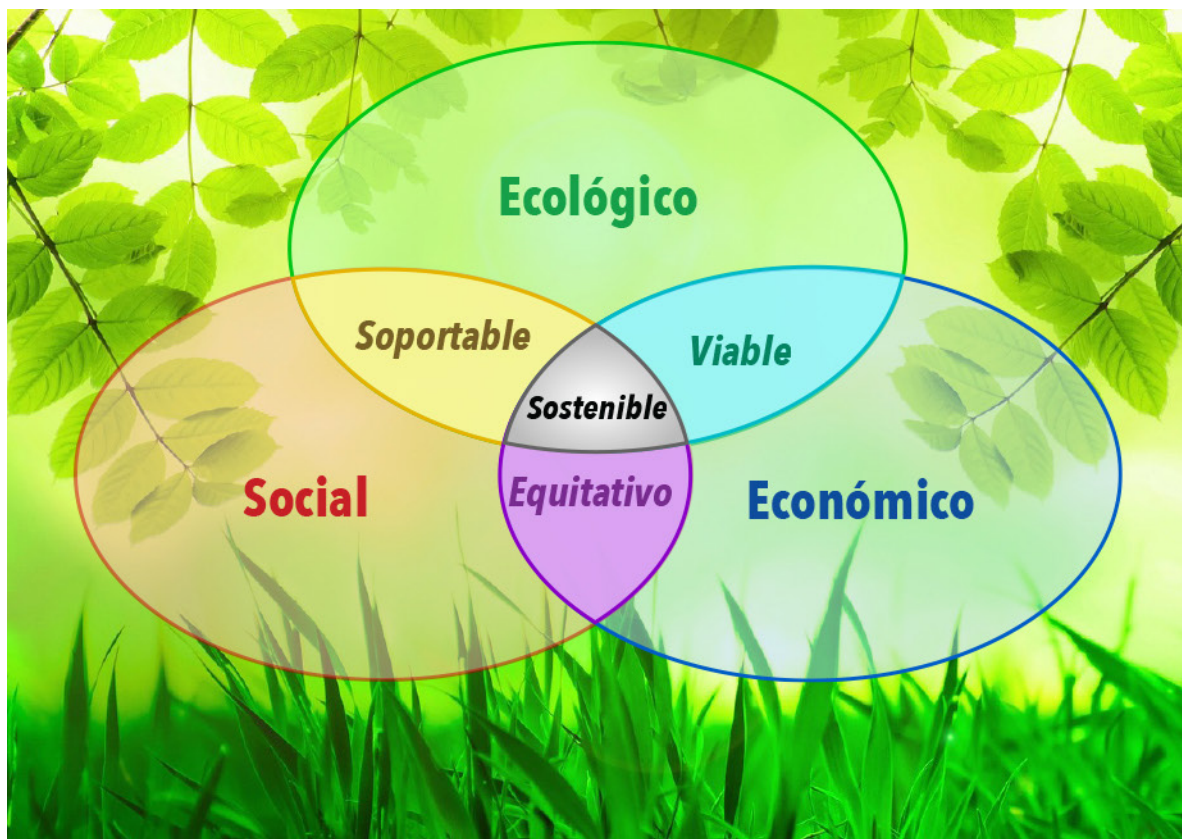 Ecológico
Soportable
Viable
Sostenible
Social
Equitativo
Económico